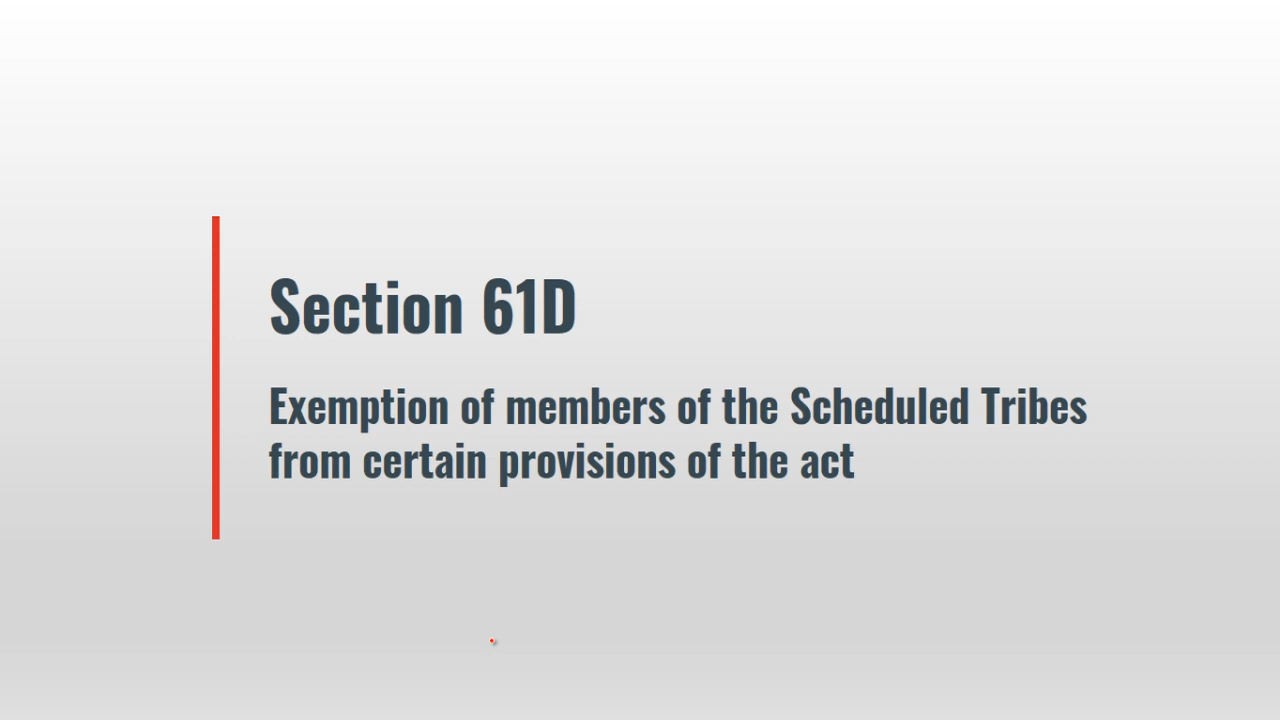 Section 61D
Exemption of members of the Scheduled Tribes
from certain provisions of the act